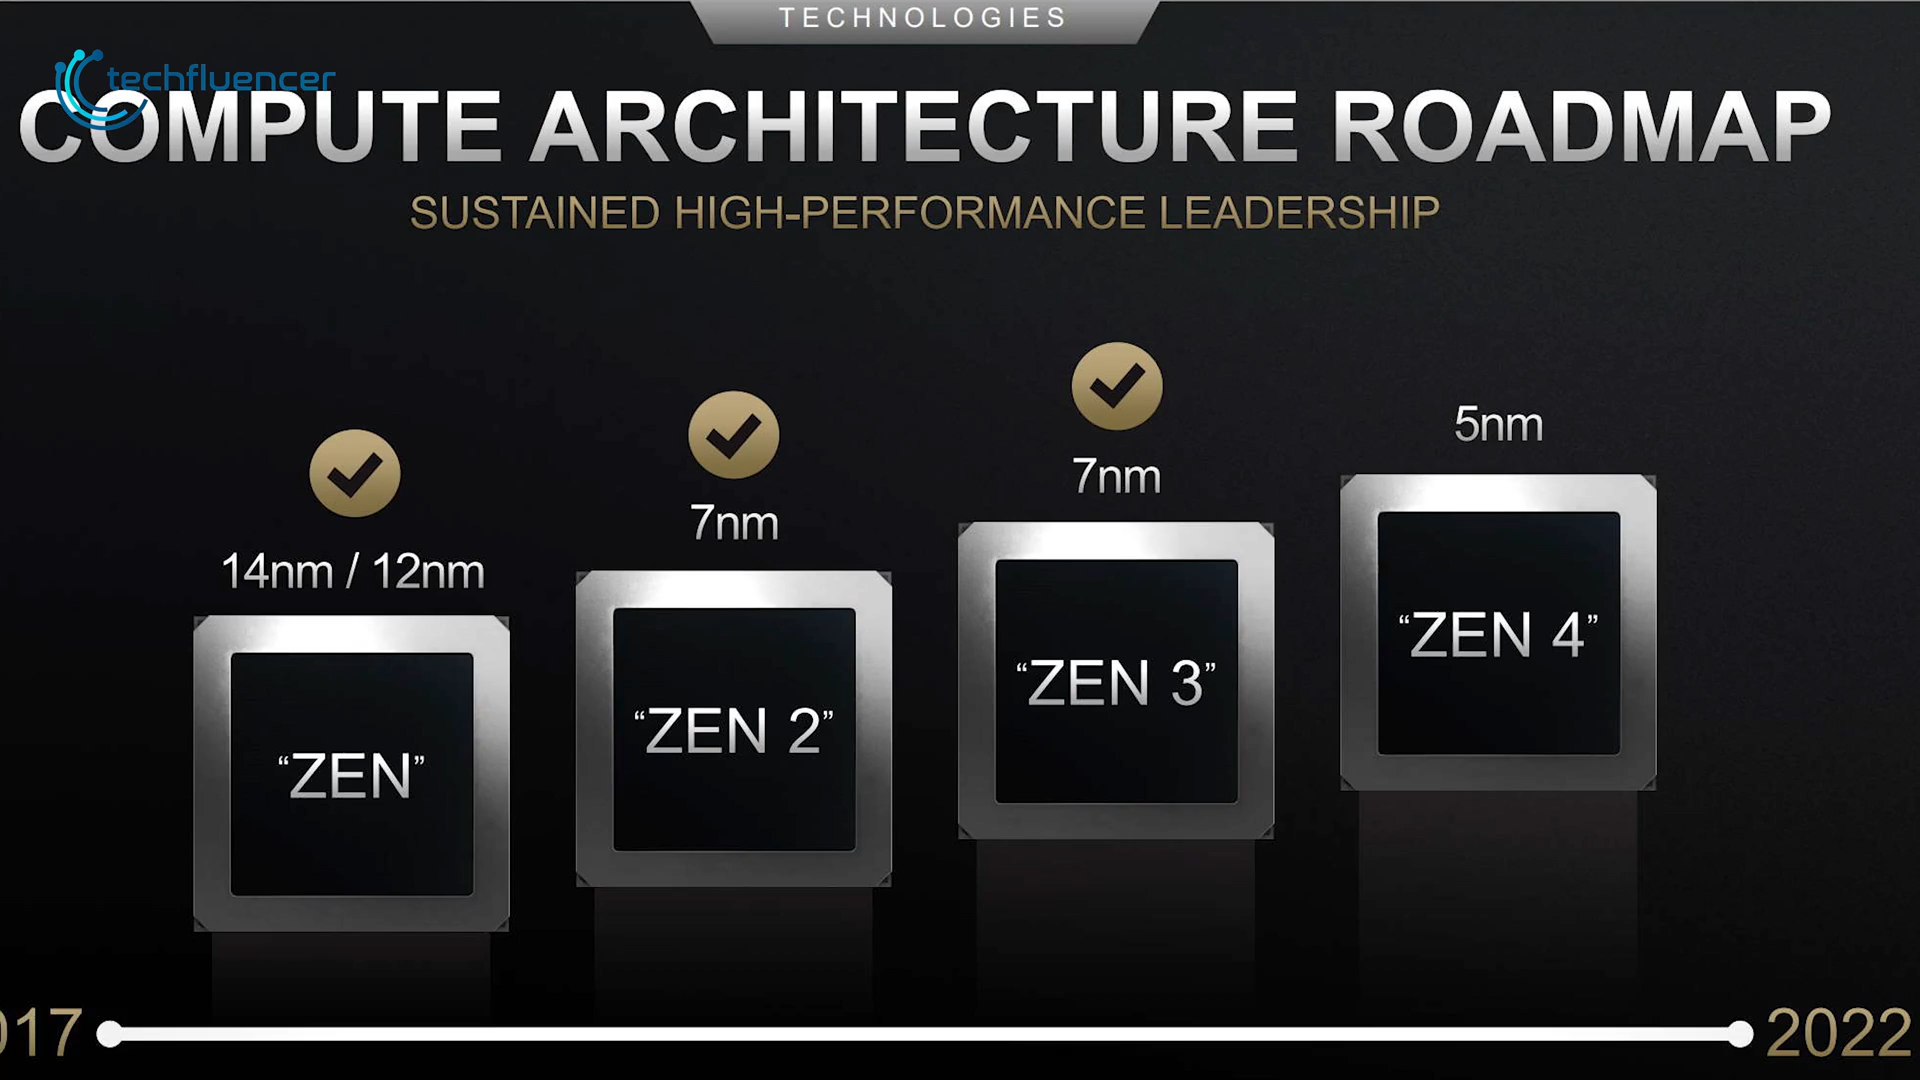 TECHNOLOGIES
techfluencer
COMPUTE ARCHITECTURE ROADMAP
SUSTAINED HIGH-PERFORMANCE LEADERSHIP
14nm / 12nm
“ZEN”
7nm
“ZEN 2”
7nm
“ZEN 3”
5nm
“ZEN 4”
017
2022